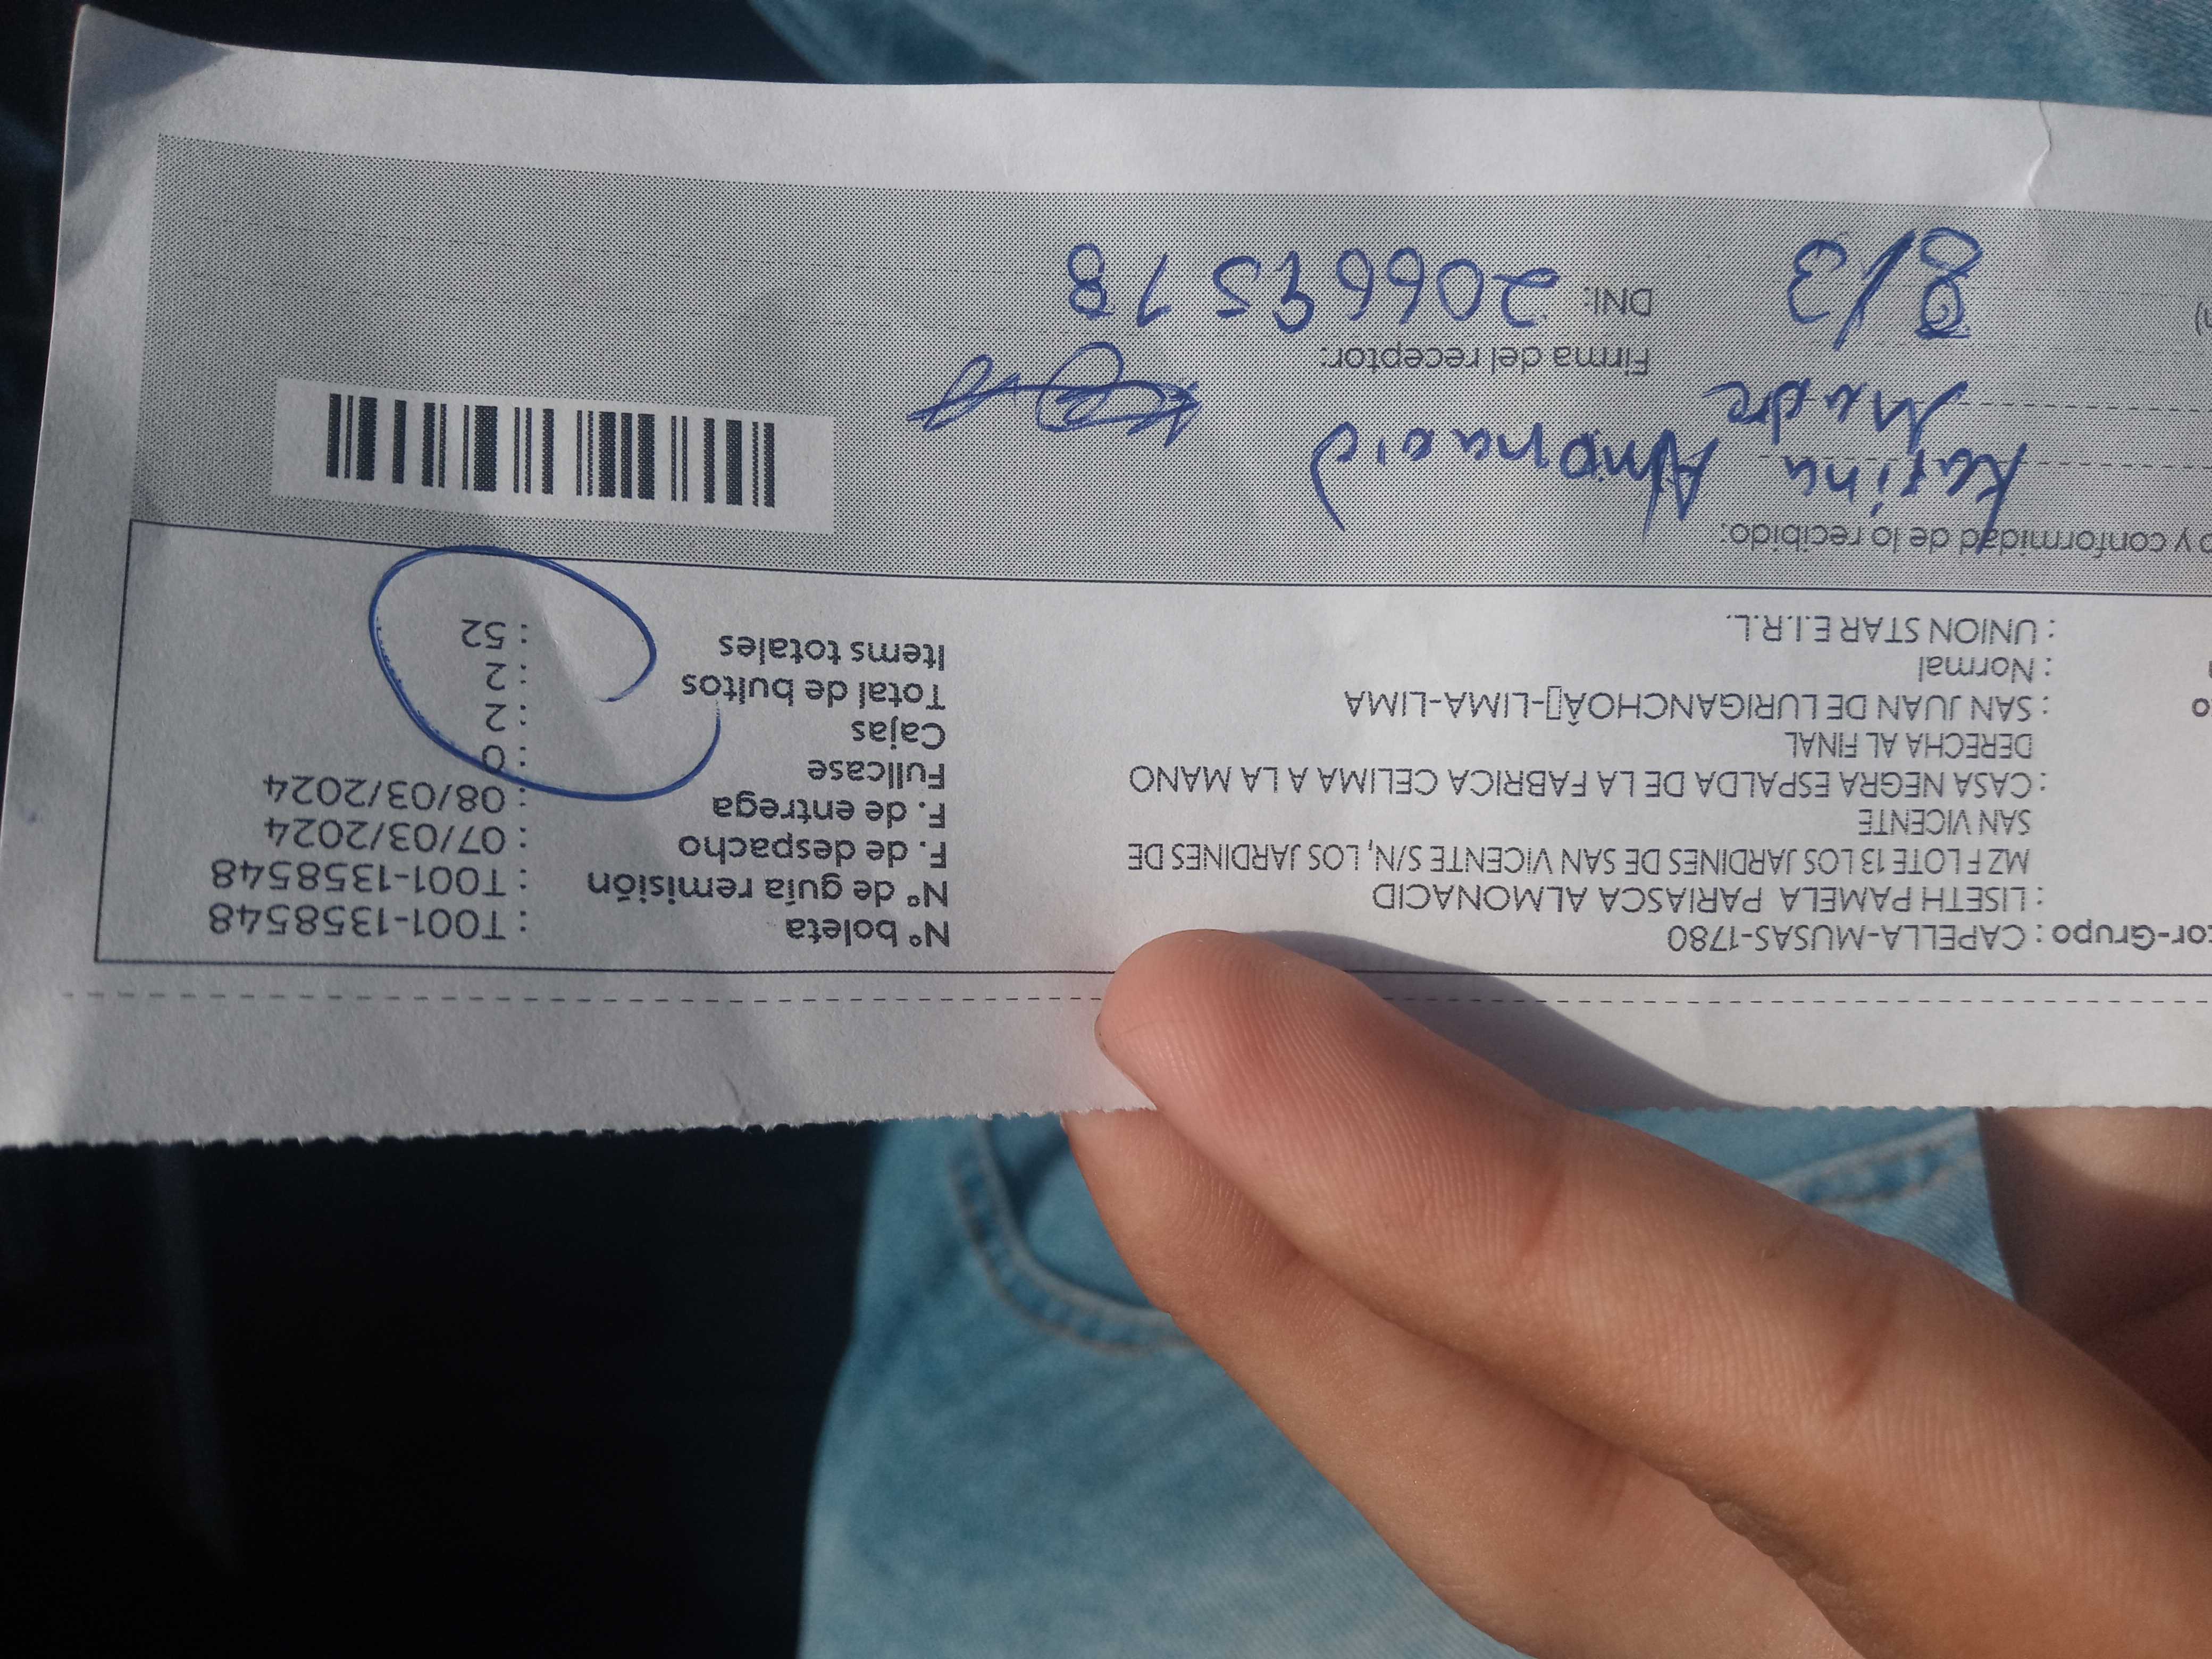 tor-Grupo : CAPELLA-MUSAS-1780
: LISETH PAMELA PARIASCA ALMONACID
MZ F LOTE 13 LOS JARDINES DE SAN VICENTE S/N, LOS JARDINES DE
SAN VICENTE
: CASA NEGRA ESPALDA DE LA FABRICA CELIMA A LA MANO
DERECHA AL FINAL
: SAN JUAN DE LURIGANCHOÂ▯-LIMA-LIMA
: Normal
: UNION STAR E.I.R.L.
N° boleta : T001-1358548
N° de guía remisión : T001-1358548
F. de despacho : 07/03/2024
F. de entrega : 08/03/2024
Fullcase : 0
Cajas : 2
Total de bultos : 2
Items totales : 52
o y conformidad de lo recibido:
Karina Almonacid
Madre
8/3
Firma del receptor:
DNI: